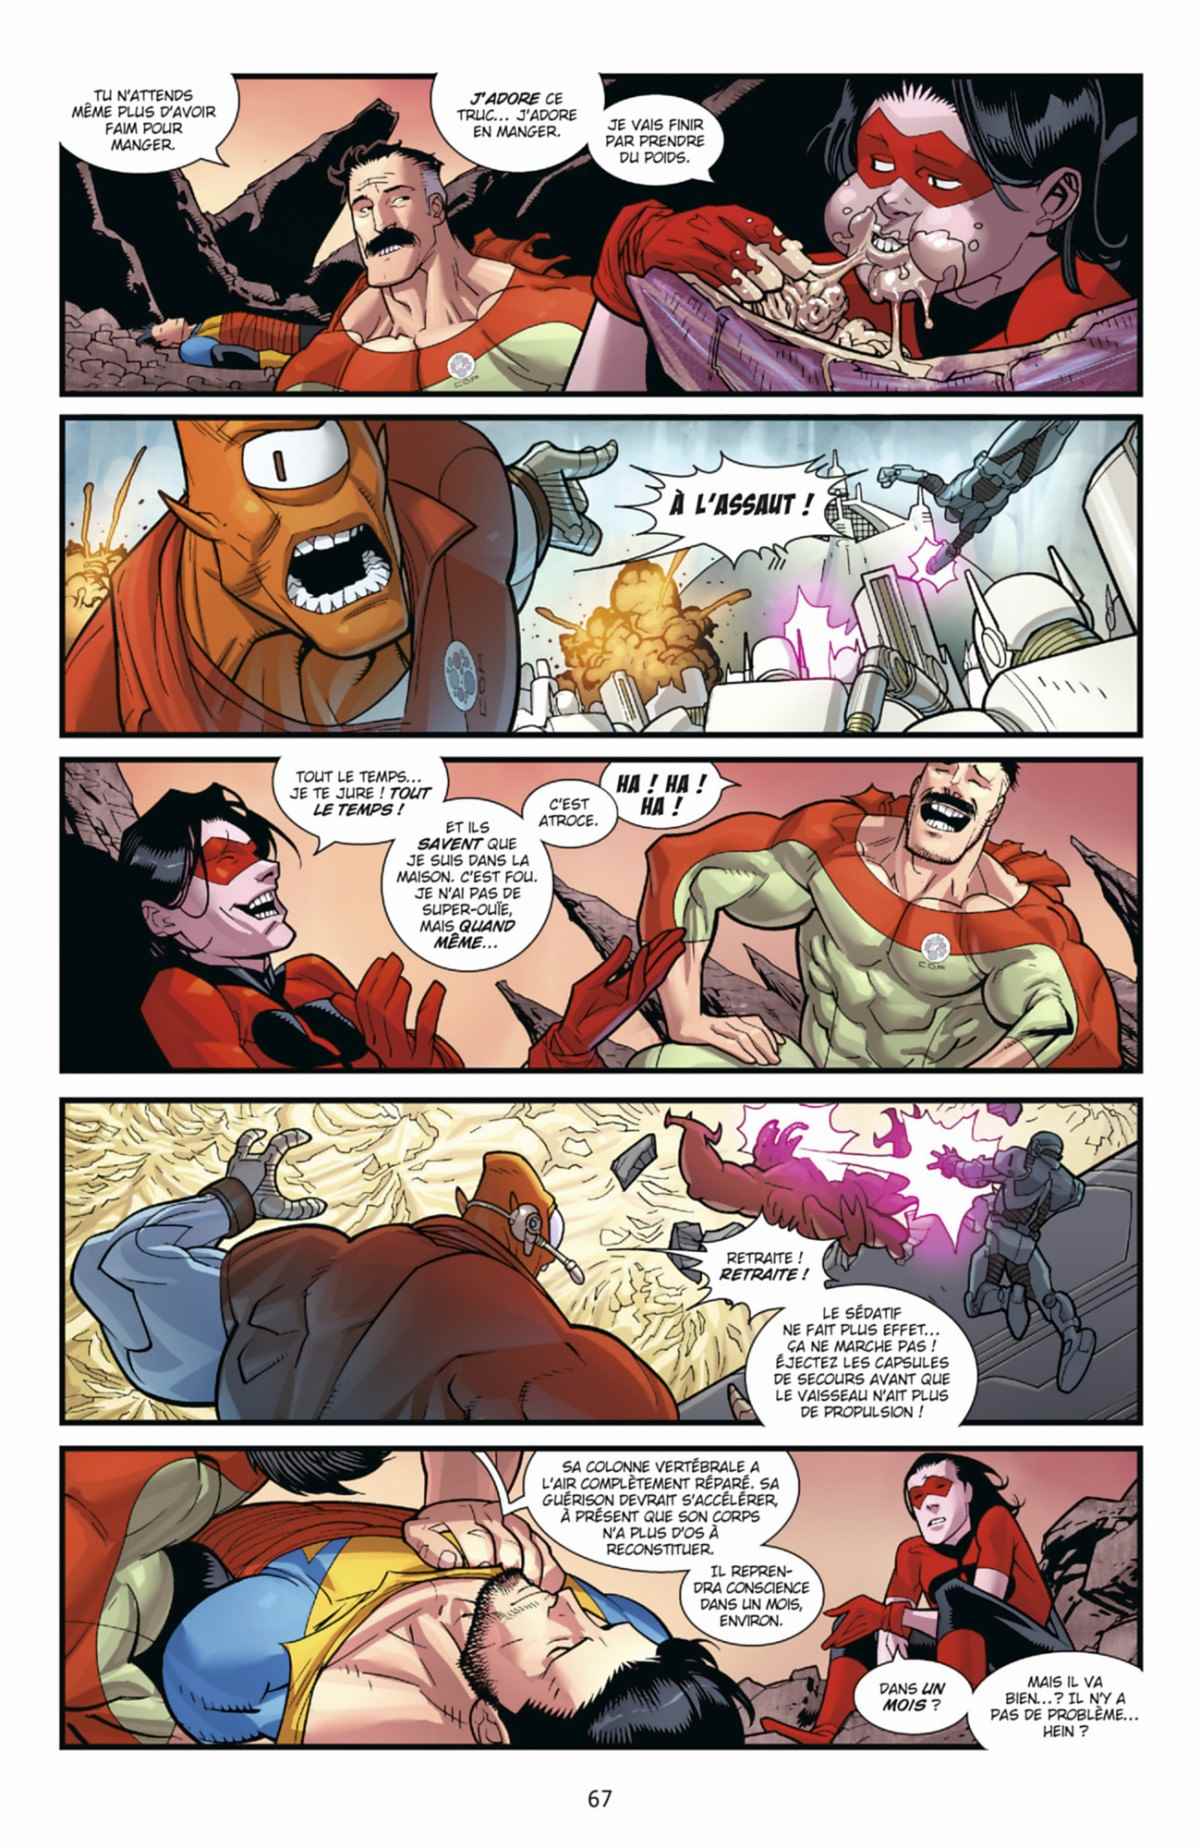 TU N'ATTENDS
MÊME PLUS D'AVOIR
FAIM POUR
MANGER.
J'ADORE CE
TRUC... J'ADORE
EN MANGER.
JE VAIS FINIR
PAR PRENDRE
DU POIDS.
C.D.P.
À L'ASSAUT !
C.D.P.
TOUT LE TEMPS...
JE TE JURE ! TOUT
LE TEMPS !
ET ILS
SAVENT QUE
JE SUIS DANS LA
MAISON. C'EST FOU.
JE N'AI PAS DE
SUPER-OUÏE,
MAIS QUAND
MÊME...
C'EST
ATROCE.
HA ! HA !
HA !
C.D.P.
RETRAITE !
RETRAITE !
LE SÉDATIF
NE FAIT PLUS EFFET...
ÇA NE MARCHE PAS !
ÉJECTEZ LES CAPSULES
DE SECOURS AVANT QUE
LE VAISSEAU N'AIT PLUS
DE PROPULSION !
SA COLONNE VERTÉBRALE A
L'AIR COMPLÈTEMENT RÉPARÉ. SA
GUÉRISON DEVRAIT S'ACCÉLÉRER,
À PRÉSENT QUE SON CORPS
N'A PLUS D'OS À
RECONSTITUER.
IL REPREN-
DRA CONSCIENCE
DANS UN MOIS,
ENVIRON.
DANS UN
MOIS ?
MAIS IL VA
BIEN...? IL N'Y A
PAS DE PROBLÈME...
HEIN ?
67